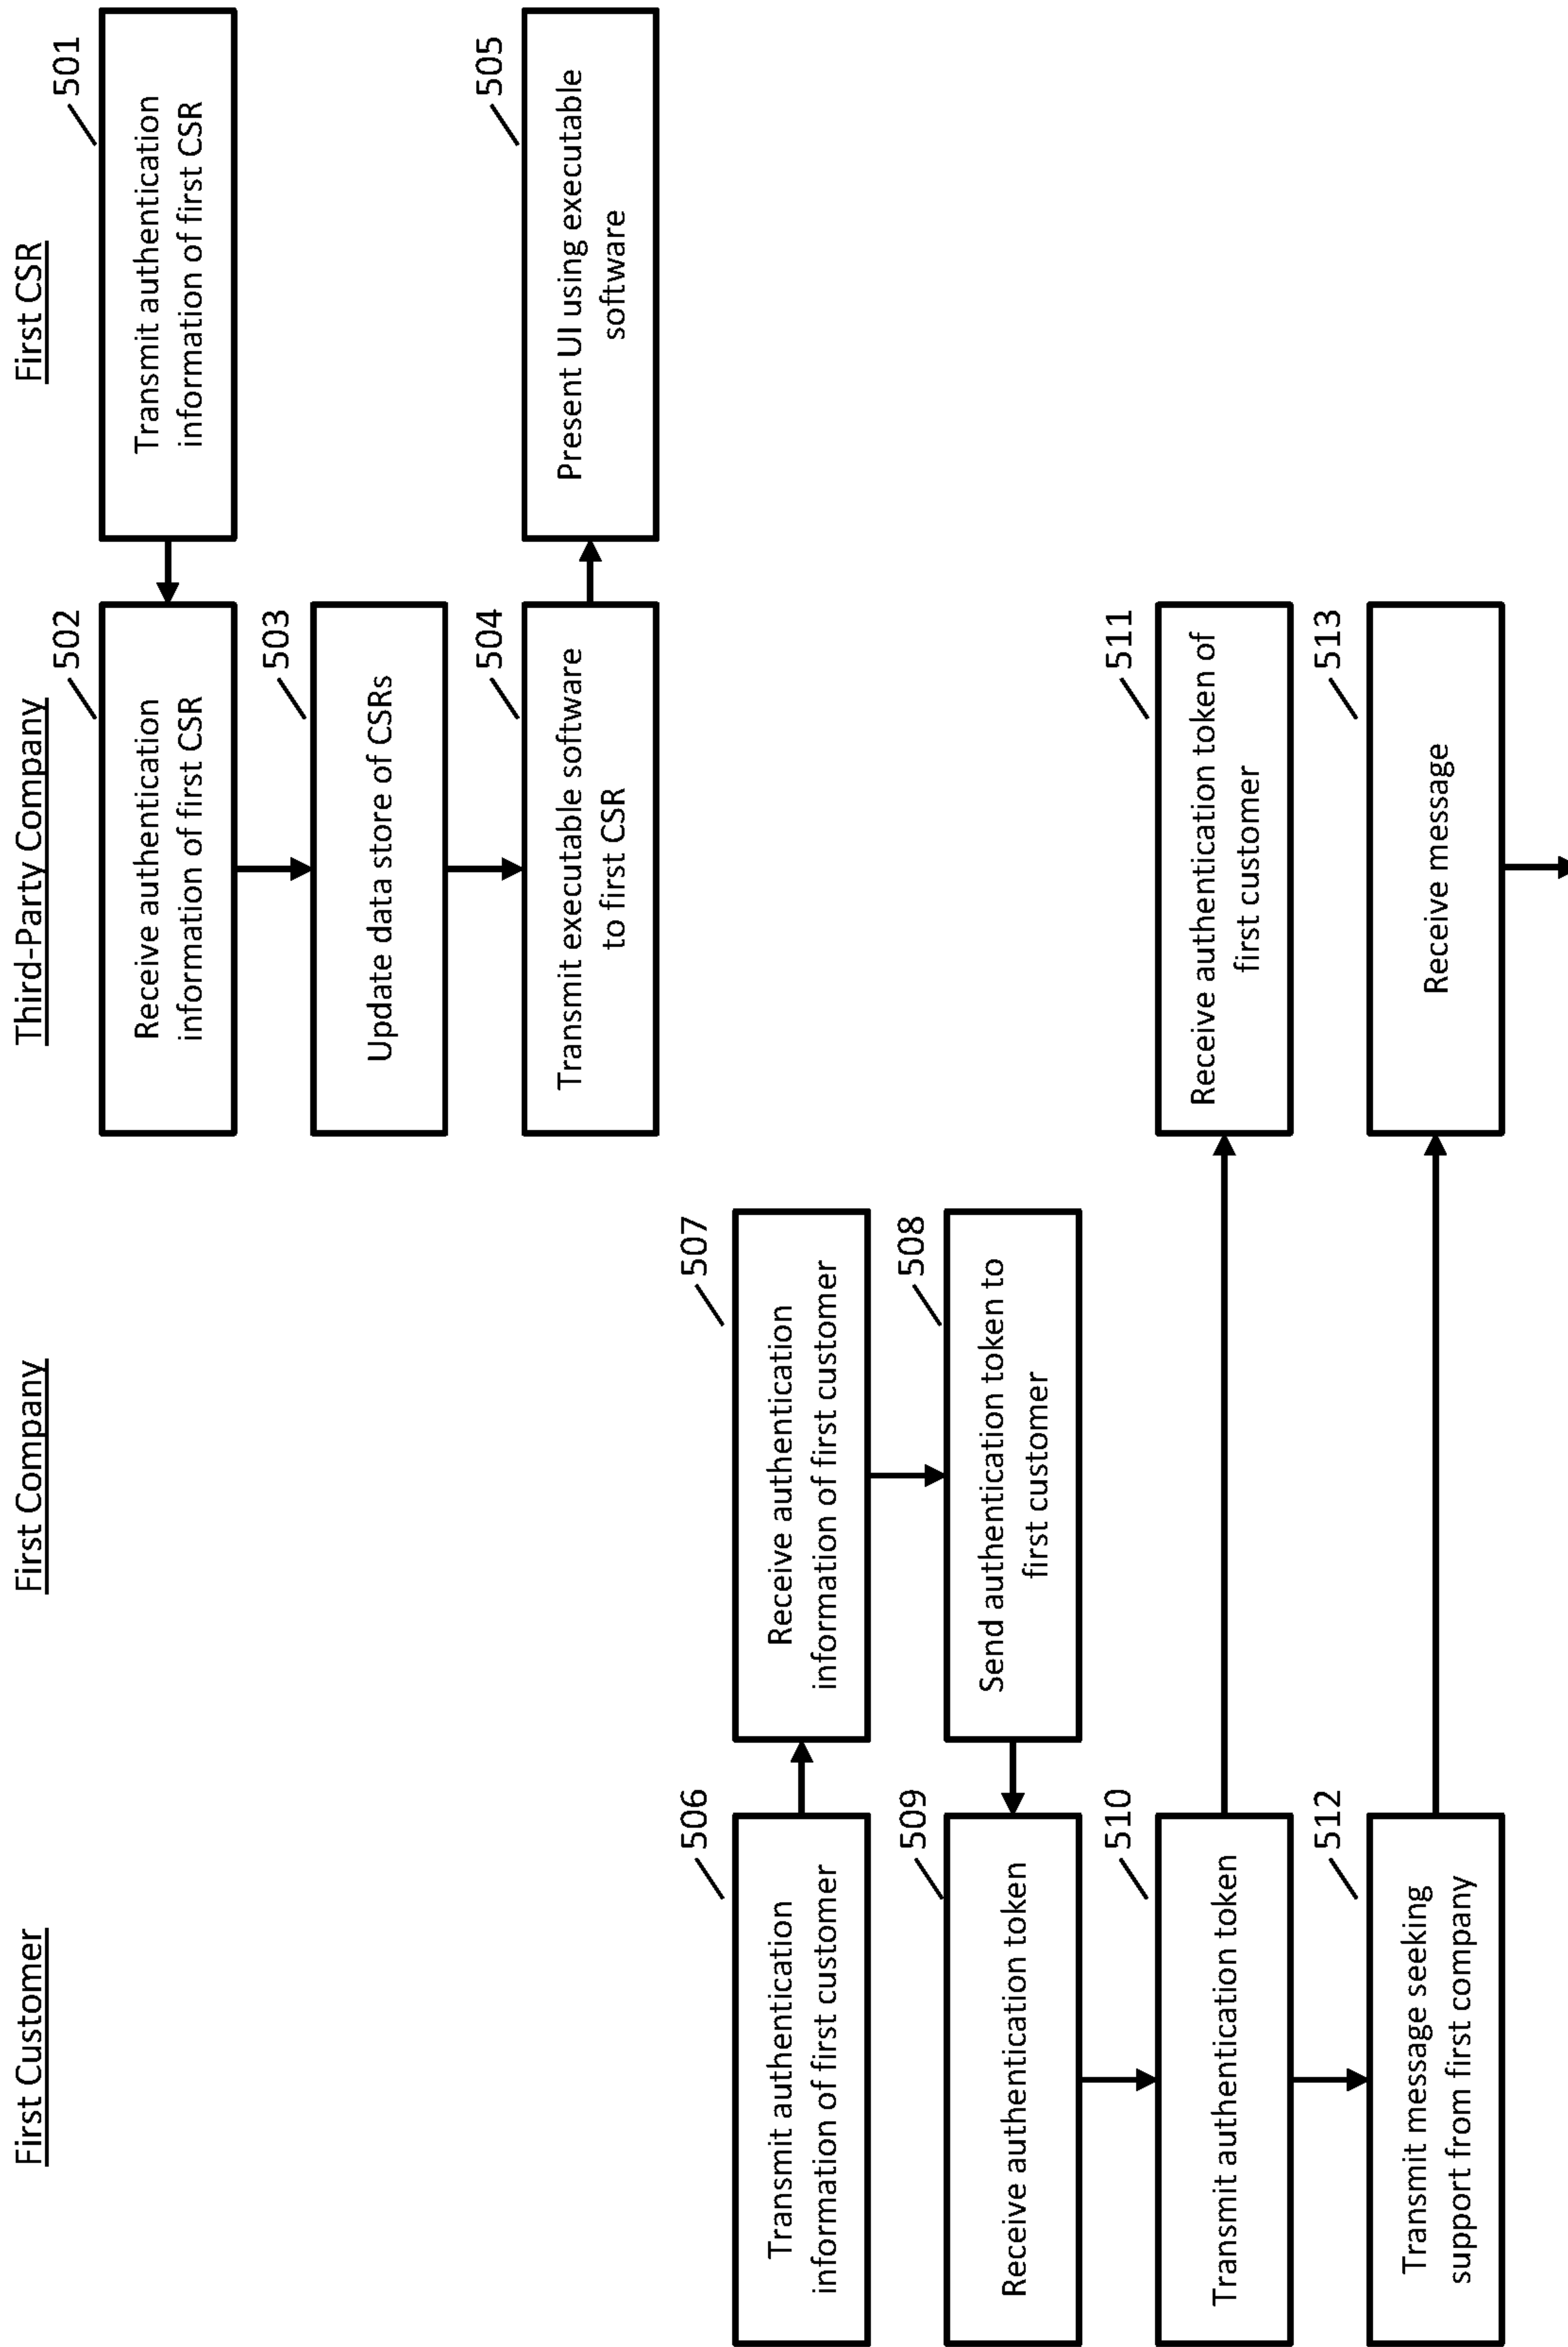 First Customer
First Company
Third-Party Company
First CSR
501
Transmit authentication
information of first CSR
502
Receive authentication
information of first CSR
503
Update data store of CSRs
504
Transmit executable software
to first CSR
505
Present UI using executable
software
506
Transmit authentication
information of first customer
507
Receive authentication
information of first customer
508
Send authentication token to
first customer
509
Receive authentication token
510
Transmit authentication token
511
Receive authentication token of
first customer
512
Transmit message seeking
support from first company
513
Receive message